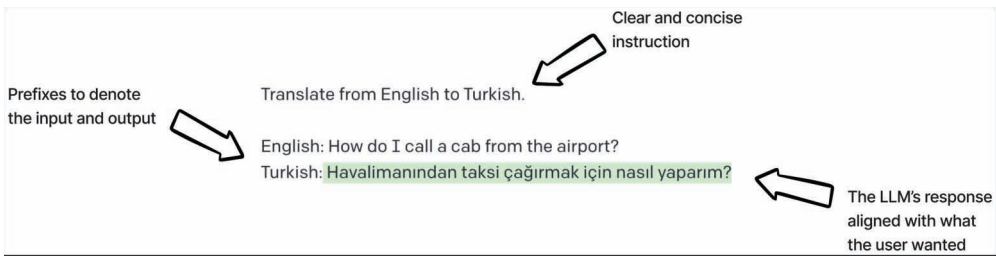 Clear and concise
instruction
Prefixes to denote
the input and output
Translate from English to Turkish.
English: How do I call a cab from the airport?
Turkish: Havalimanından taksi çağırmak için nasıl yaparım?
The LLM's response
aligned with what
the user wanted